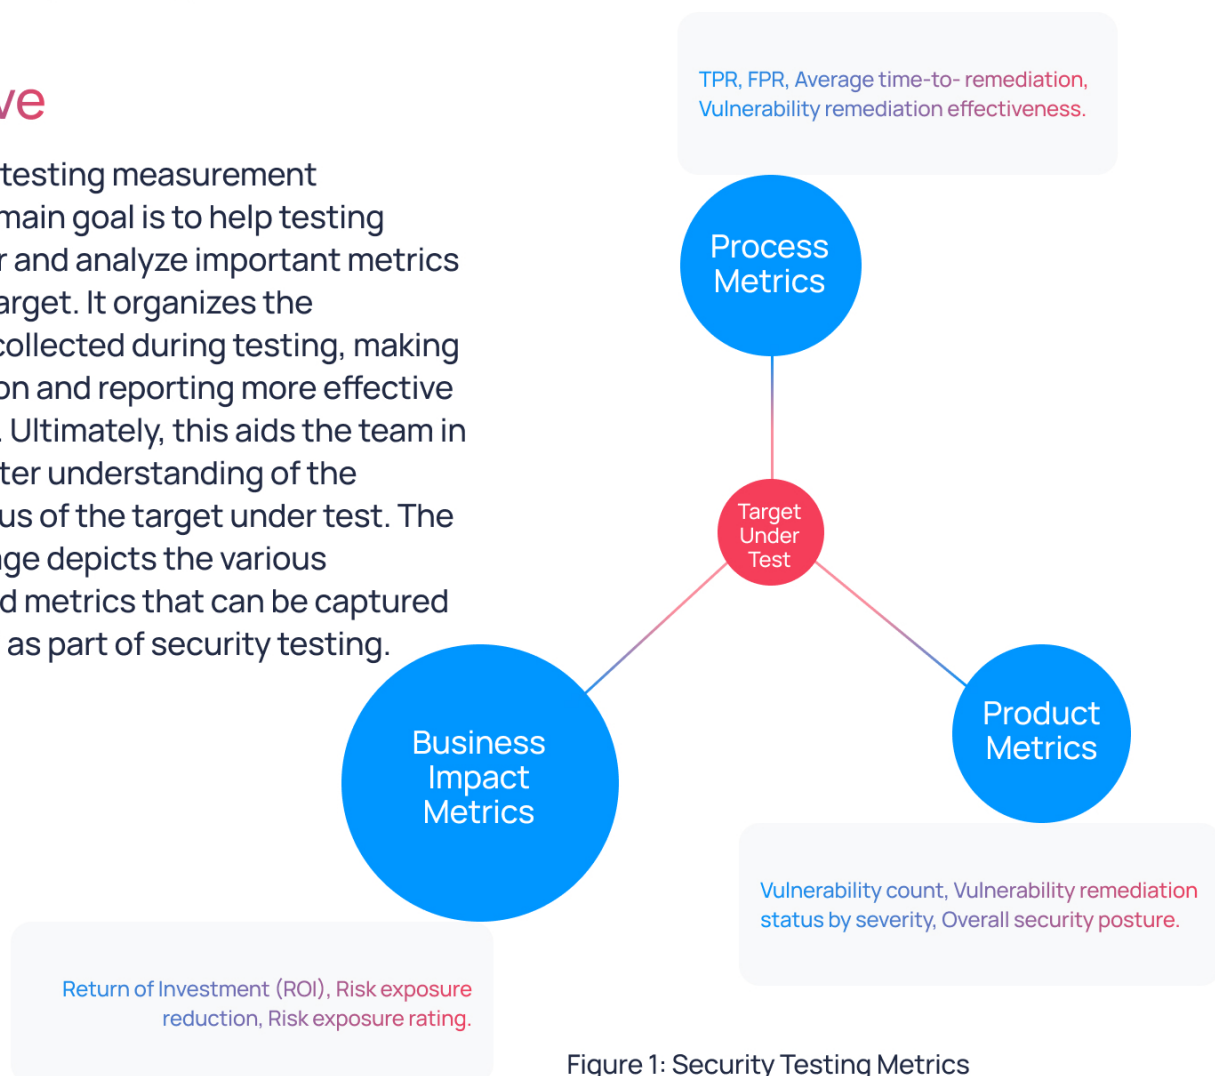 ve
testing measurement
main goal is to help testing
r and analyze important metrics
arget. It organizes the
collected during testing, making
on and reporting more effective
. Ultimately, this aids the team in
ter understanding of the
us of the target under test. The
age depicts the various
d metrics that can be captured
as part of security testing.
TPR, FPR, Average time-to- remediation,
Vulnerability remediation effectiveness.
Process
Metrics
Target
Under
Test
Business
Impact
Metrics
Product
Metrics
Vulnerability count, Vulnerability remediation
status by severity, Overall security posture.
Return of Investment (ROI), Risk exposure
reduction, Risk exposure rating.
Figure 1: Security Testing Metrics